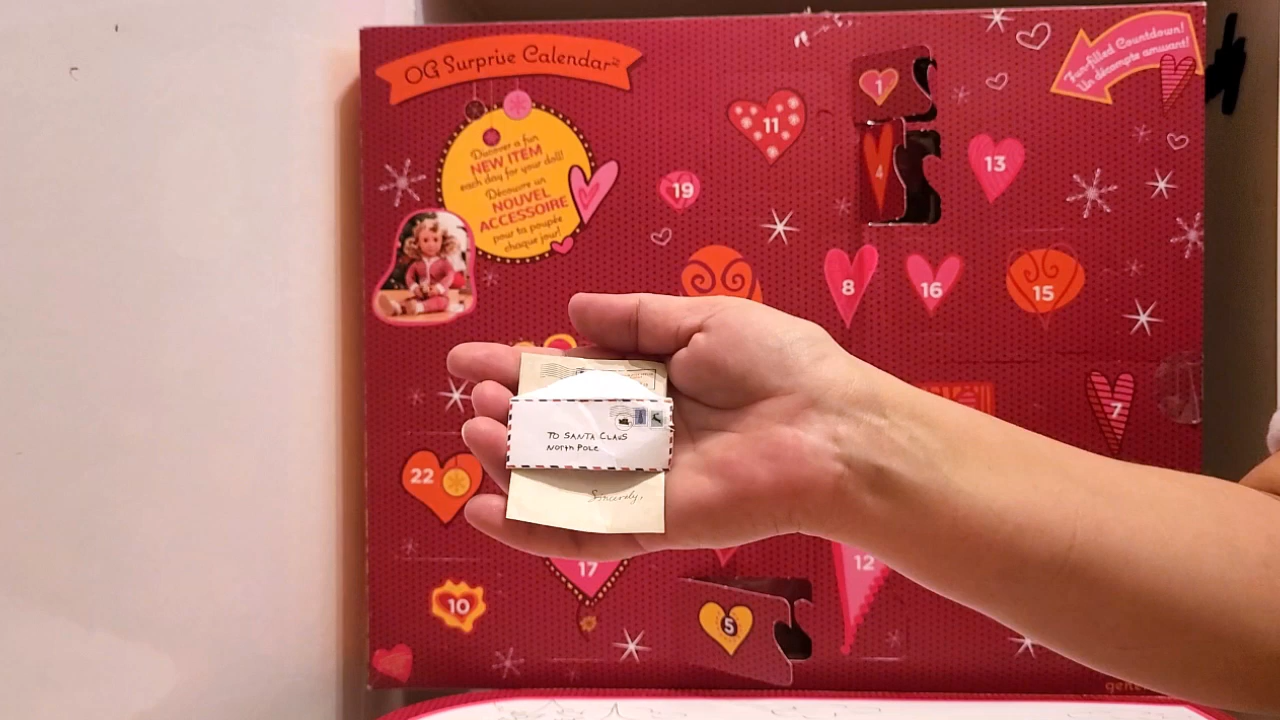 OG Surprise Calendar™
Fun-filled Countdown!
Un décompte amusant!
Discover a fun
NEW ITEM
each day for your doll!
Découvre un
NOUVEL
ACCESSOIRE
pour ta poupée
chaque jour!
1
11
4
13
19
8
16
15
7
TO SANTA CLAUS
NORTH POLE
Sincerely,
22
17
12
10
5